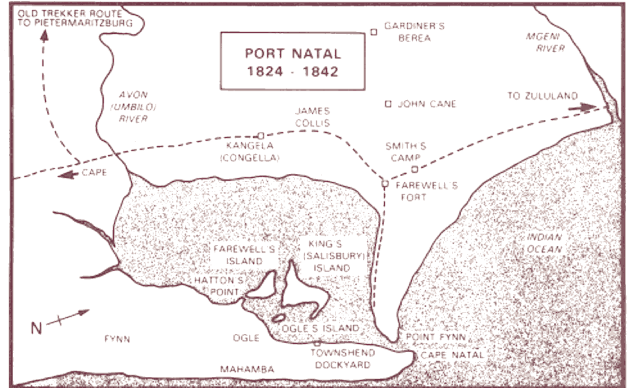 OLD TREKKER ROUTE
TO PIETERMARITZBURG
PORT NATAL
1824 - 1842
GARDINER'S
BEREA
MGENI
RIVER
AVON
(UMBILO)
RIVER
JAMES
COLLIS
JOHN CANE
TO ZULULAND
KANGELA
(CONGELLA)
SMITH'S
CAMP
CAPE
FAREWELL'S
FORT
FAREWELL'S
ISLAND
KING'S
(SALISBURY)
ISLAND
INDIAN
OCEAN
HATTON'S
POINT
N
FYNN
OGLE
OGLE'S ISLAND
TOWNSHEND
DOCKYARD
MAHAMBA
POINT FYNN
CAPE NATAL